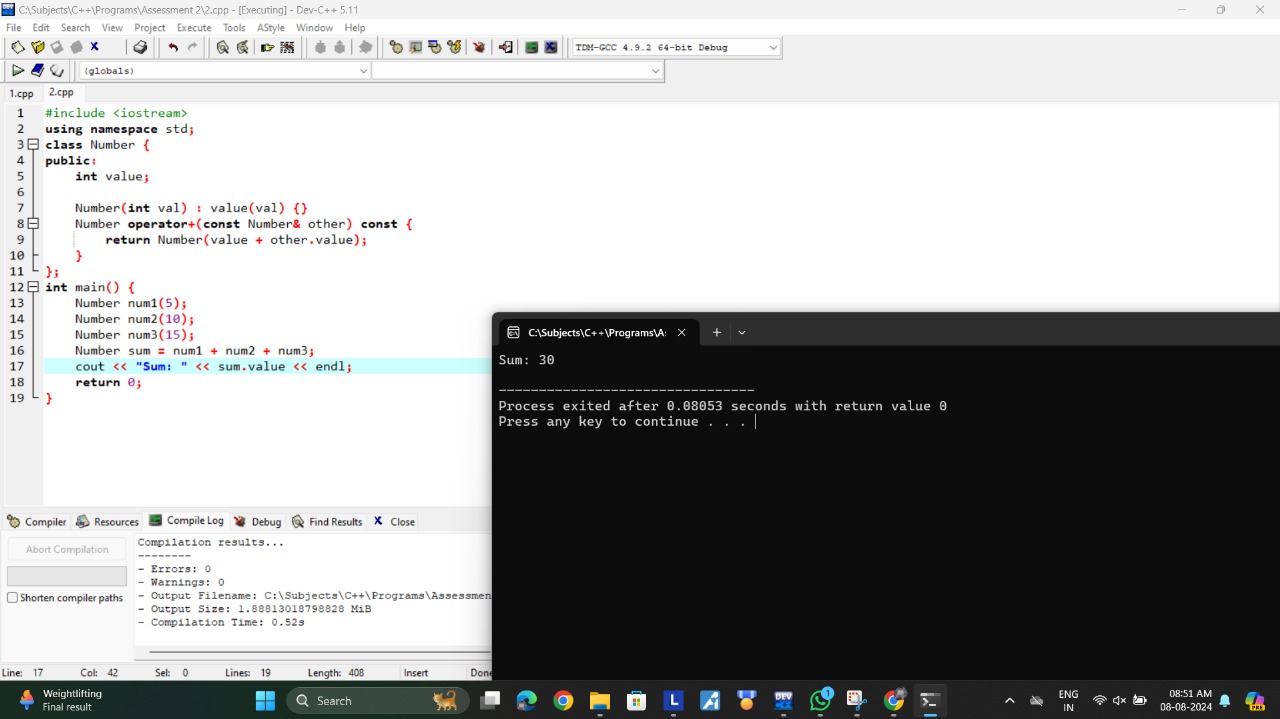 C:\Subjects\C++\Programs\Assessment 2\2.cpp - [Executing] - Dev-C++ 5.11
File Edit Search View Project Execute Tools AStyle Window Help
TDM-GCC 4.9.2 64-bit Debug
(globals)
1.cpp 2.cpp
1 #include <iostream>
2 using namespace std;
3 class Number {
4 public:
5 int value;
6
7 Number(int val) : value(val) {}
8 Number operator+(const Number& other) const {
9 return Number(value + other.value);
10 }
11 };
12 int main() {
13 Number num1(5);
14 Number num2(10);
15 Number num3(15);
16 Number sum = num1 + num2 + num3;
17 cout << "Sum: " << sum.value << endl;
18 return 0;
19 }
C:\Subjects\C++\Programs\A
Sum: 30
--------------------------------
Process exited after 0.08053 seconds with return value 0
Press any key to continue . . .
Compiler Resources Compile Log Debug Find Results Close
Abort Compilation
Shorten compiler paths
Compilation results...
--------
- Errors: 0
- Warnings: 0
- Output Filename: C:\Subjects\C++\Programs\Assessmen
- Output Size: 1.88813018798828 MiB
- Compilation Time: 0.52s
Line: 17 Col: 42 Sel: 0 Lines: 19 Length: 408 Insert Done
Weightlifting
Final result
Search
DEV
L
1
ENG
IN
08:51 AM
08-08-2024